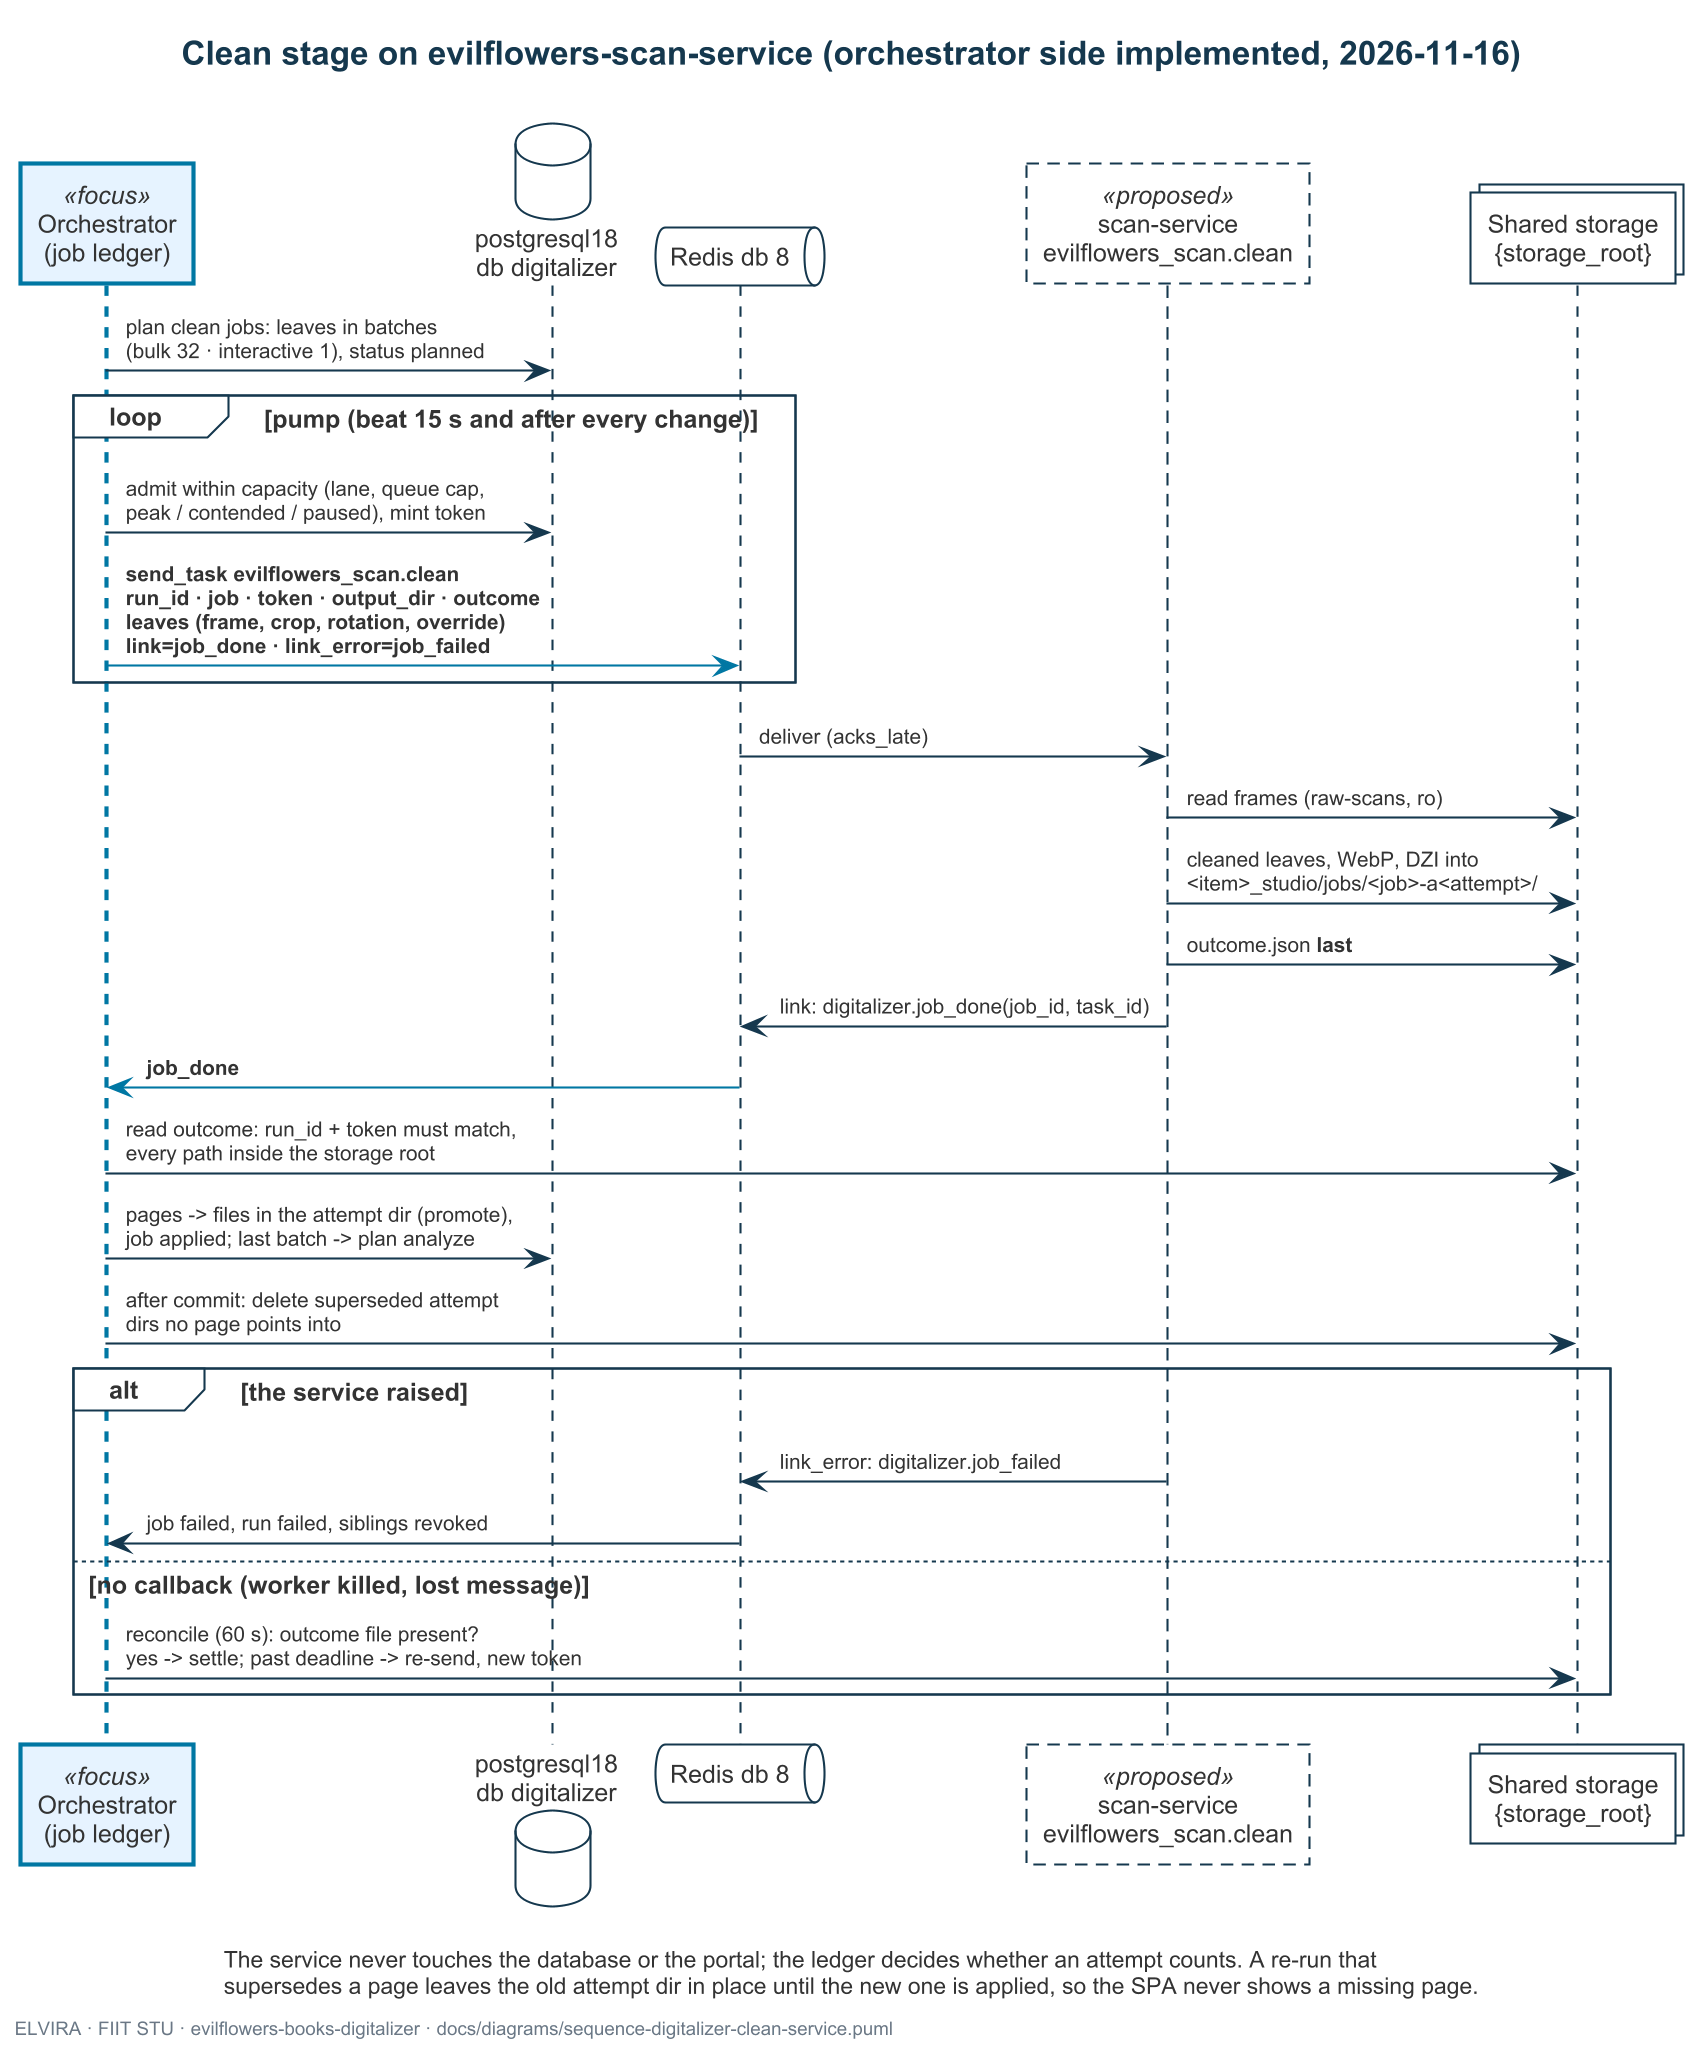 Clean stage on evilflowers-scan-service (orchestrator side implemented, 2026-11-16)
«focus»
Orchestrator
(job ledger)
postgresql18
db digitalizer
Redis db 8
«proposed»
scan-service
evilflowers_scan.clean
Shared storage
{storage_root}
plan clean jobs: leaves in batches
(bulk 32 · interactive 1), status planned
loop
[pump (beat 15 s and after every change)]
admit within capacity (lane, queue cap,
peak / contended / paused), mint token
send_task evilflowers_scan.clean
run_id · job · token · output_dir · outcome
leaves (frame, crop, rotation, override)
link=job_done · link_error=job_failed
deliver (acks_late)
read frames (raw-scans, ro)
cleaned leaves, WebP, DZI into
<item>_studio/jobs/<job>-a<attempt>/
outcome.json last
link: digitalizer.job_done(job_id, task_id)
job_done
read outcome: run_id + token must match,
every path inside the storage root
pages -> files in the attempt dir (promote),
job applied; last batch -> plan analyze
after commit: delete superseded attempt
dirs no page points into
alt
[the service raised]
link_error: digitalizer.job_failed
job failed, run failed, siblings revoked
[no callback (worker killed, lost message)]
reconcile (60 s): outcome file present?
yes -> settle; past deadline -> re-send, new token
«focus»
Orchestrator
(job ledger)
postgresql18
db digitalizer
Redis db 8
«proposed»
scan-service
evilflowers_scan.clean
Shared storage
{storage_root}
The service never touches the database or the portal; the ledger decides whether an attempt counts. A re-run that
supersedes a page leaves the old attempt dir in place until the new one is applied, so the SPA never shows a missing page.
ELVIRA · FIIT STU · evilflowers-books-digitalizer · docs/diagrams/sequence-digitalizer-clean-service.puml